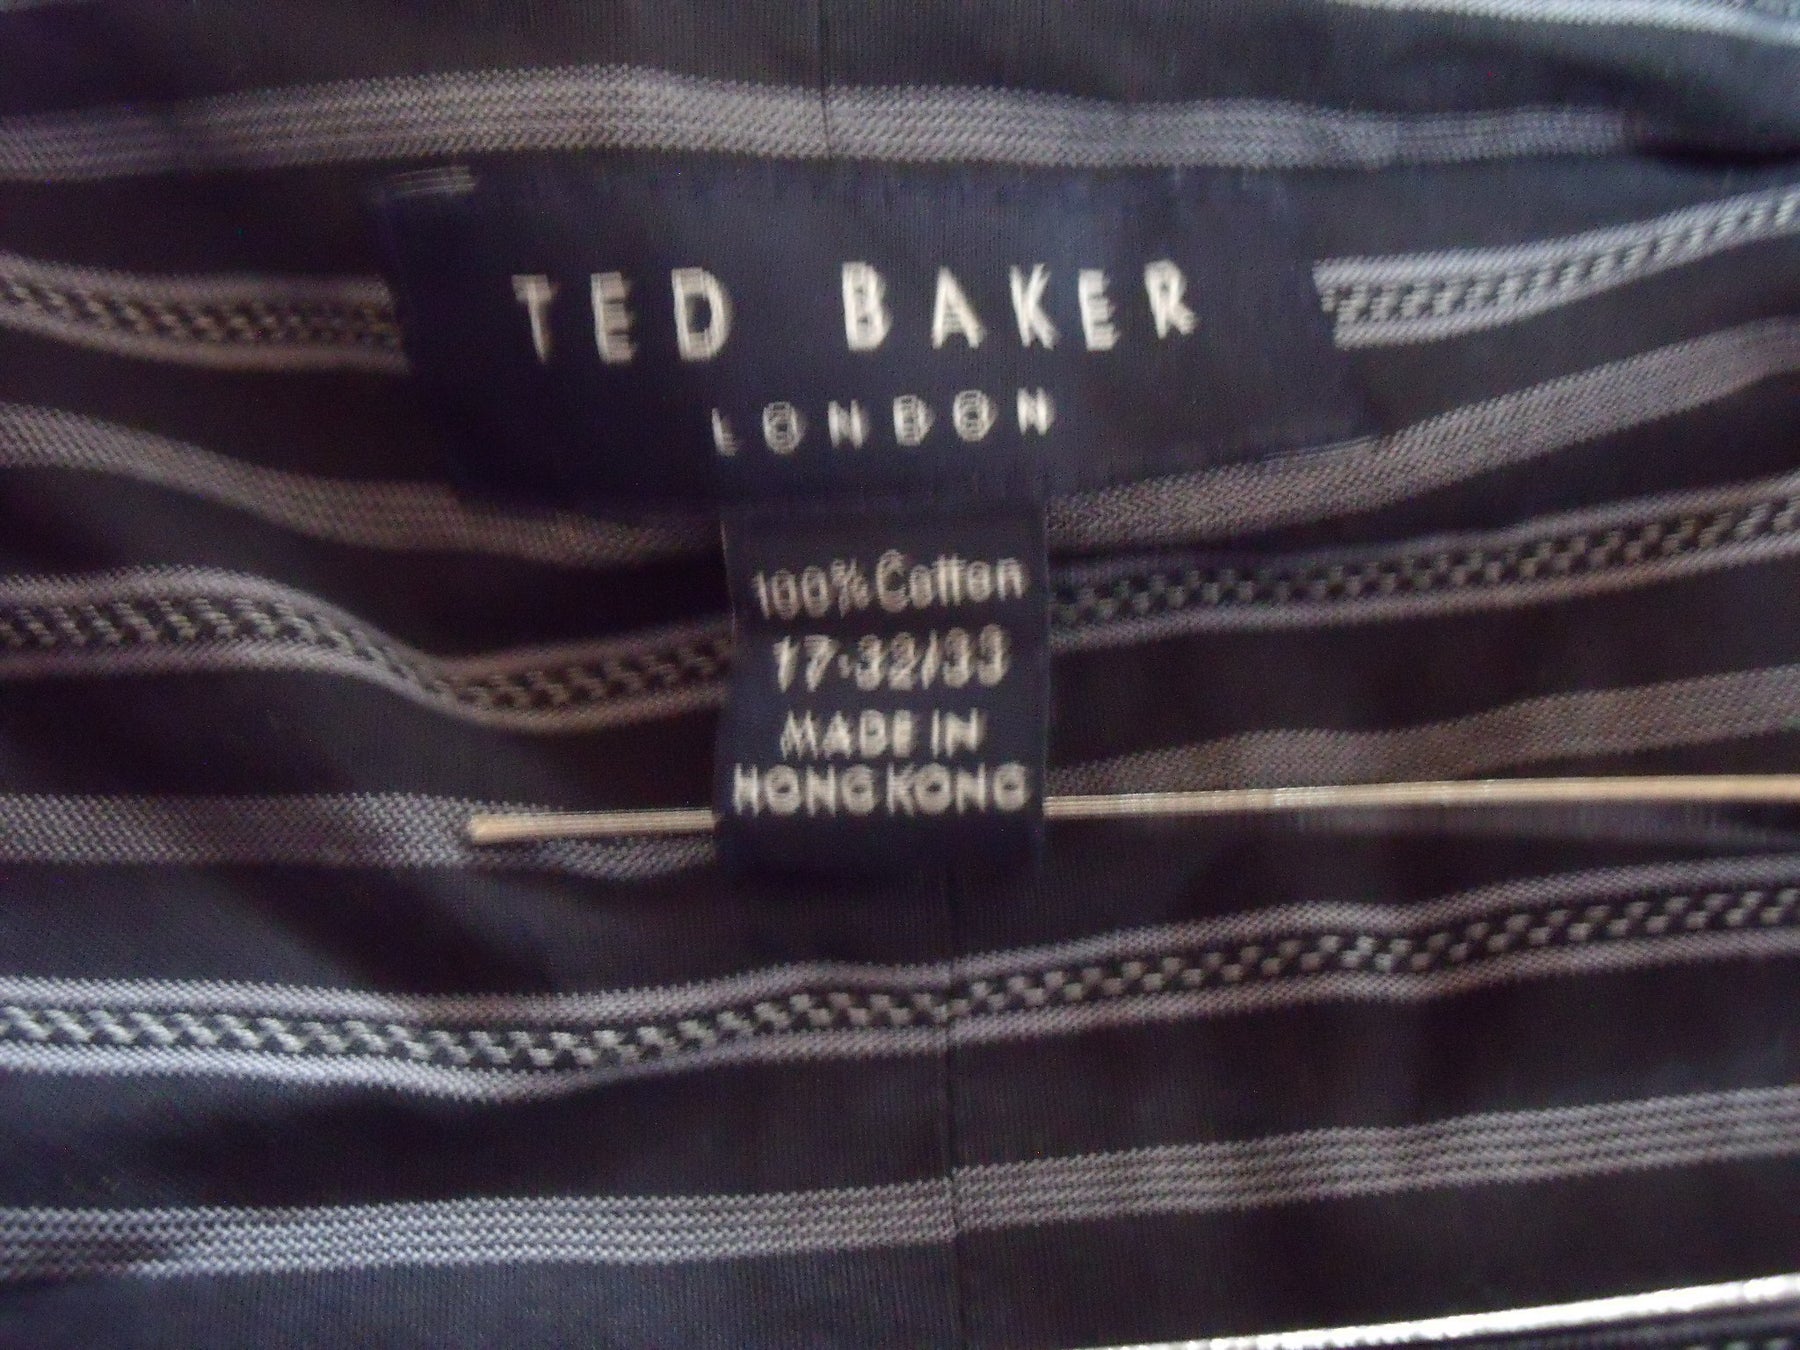 TED BAKER
LONDON
100% Cotton
17-32/33
MADE IN
HONG KONG